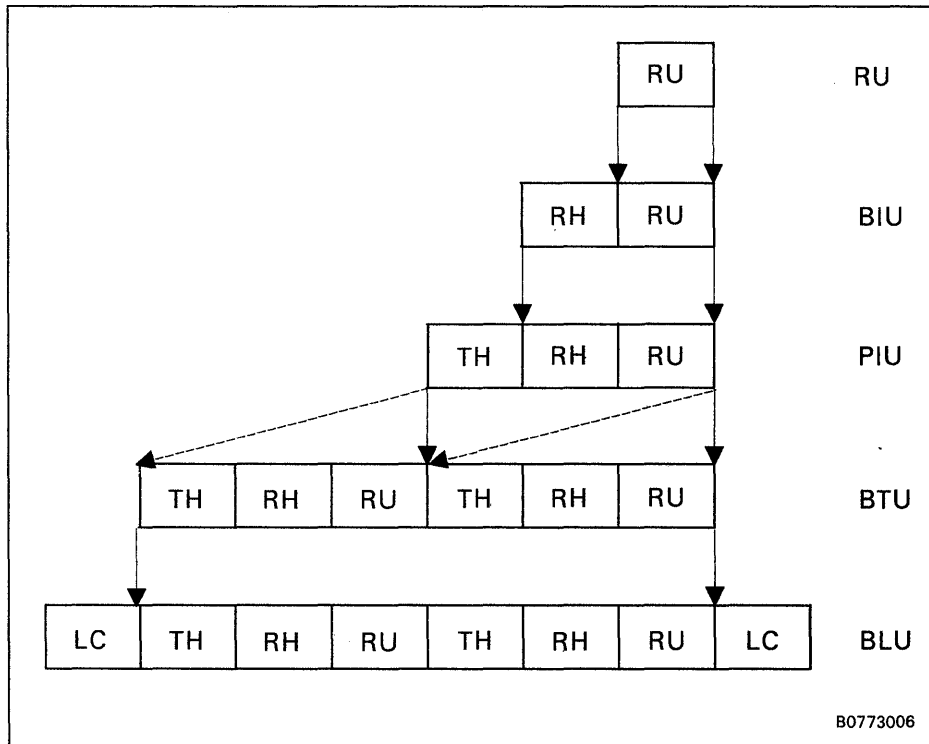 RU RU
RH RU BIU
TH RH RU PIU
TH RH RU TH RH RU BTU
LC TH RH RU TH RH RU LC BLU
B0773006